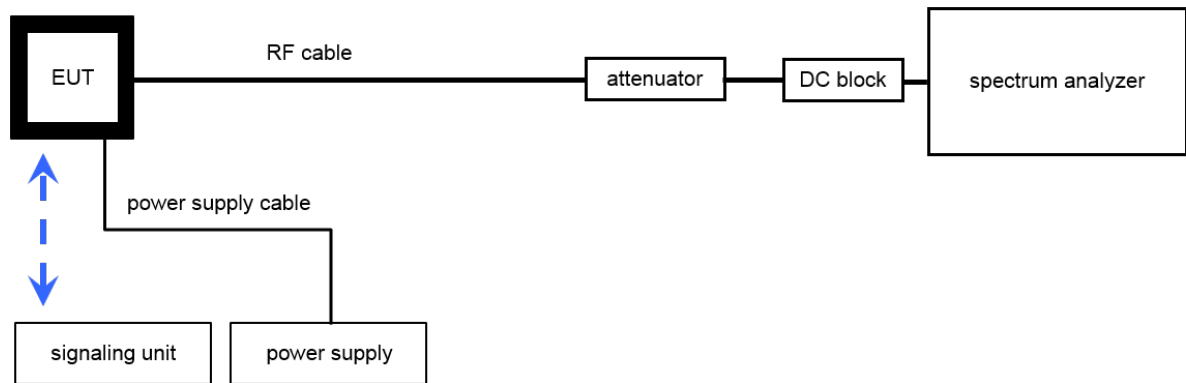 EUT
RF cable
attenuator
DC block
spectrum analyzer
power supply cable
signaling unit
power supply